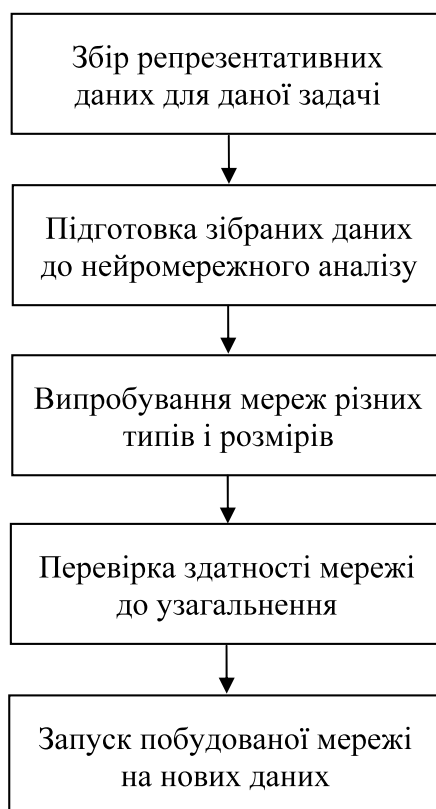 Збір репрезентативних
даних для даної задачі
Підготовка зібраних даних
до нейромережного аналізу
Випробування мереж різних
типів і розмірів
Перевірка здатності мережі
до узагальнення
Запуск побудованої мережі
на нових даних